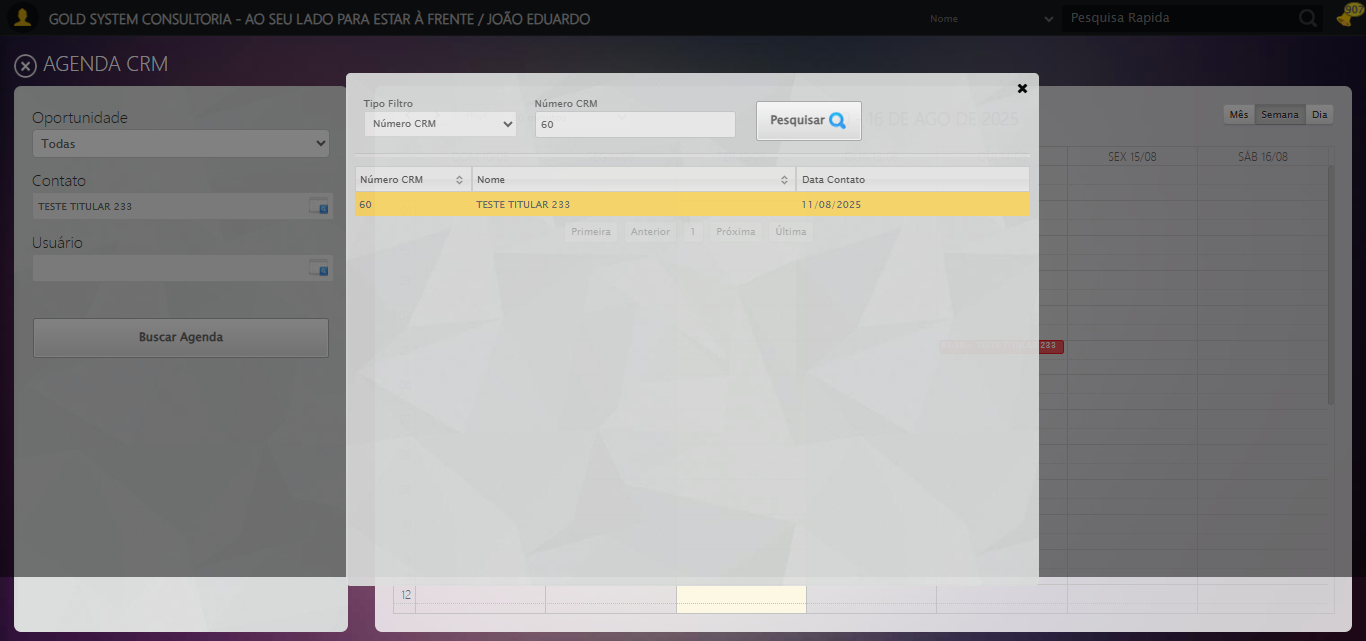 GOLD SYSTEM CONSULTORIA - AO SEU LADO PARA ESTAR À FRENTE / JOÃO EDUARDO
Nome
Pesquisa Rapida
907
AGENDA CRM
Oportunidade
Todas
Contato
TESTE TITULAR 233
Usuário
Buscar Agenda
Tipo Filtro
Número CRM
Número CRM
60
Pesquisar
16 DE AGO DE 2025
Mês Semana Dia
SEX 15/08 SÁB 16/08
Número CRM Nome Data Contato
60 TESTE TITULAR 233 11/08/2025
Primeira Anterior 1 Próxima Última
233
12